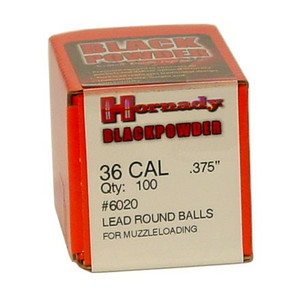 BLACK
POWDER
Hornady
BLACKPOWDER
36 CAL .375"
Qty: 100
#6020
LEAD ROUND BALLS
FOR MUZZLELOADING